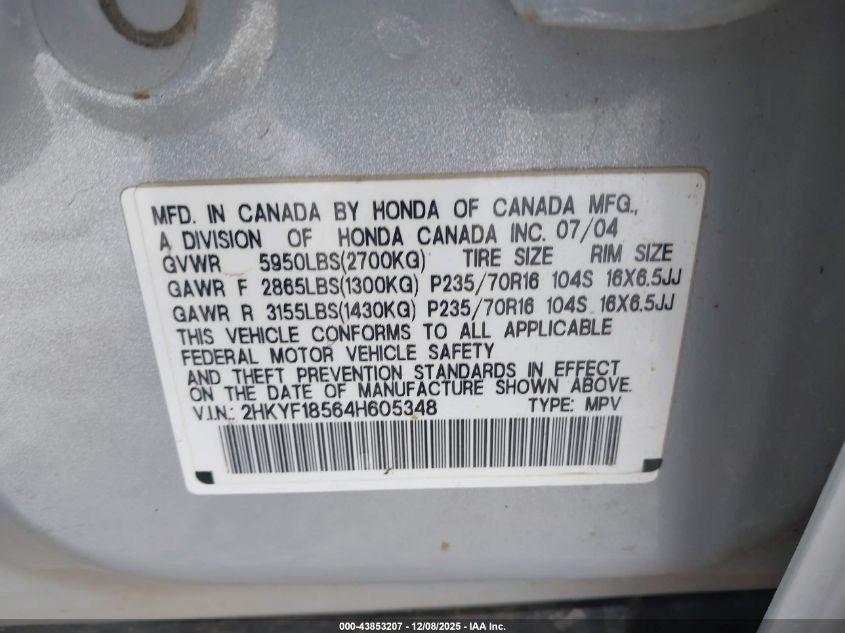 MFD. IN CANADA BY HONDA OF CANADA MFG.,
A DIVISION OF HONDA CANADA INC. 07/04
GVWR 5950LBS(2700KG) TIRE SIZE RIM SIZE
GAWR F 2865LBS(1300KG) P235/70R16 104S 16X6.5JJ
GAWR R 3155LBS(1430KG) P235/70R16 104S 16X6.5JJ
THIS VEHICLE CONFORMS TO ALL APPLICABLE
FEDERAL MOTOR VEHICLE SAFETY
AND THEFT PREVENTION STANDARDS IN EFFECT
ON THE DATE OF MANUFACTURE SHOWN ABOVE.
V.I.N.: 2HKYF18564H605348 TYPE: MPV
000-43853207 - 12/08/2025 - IAA Inc.